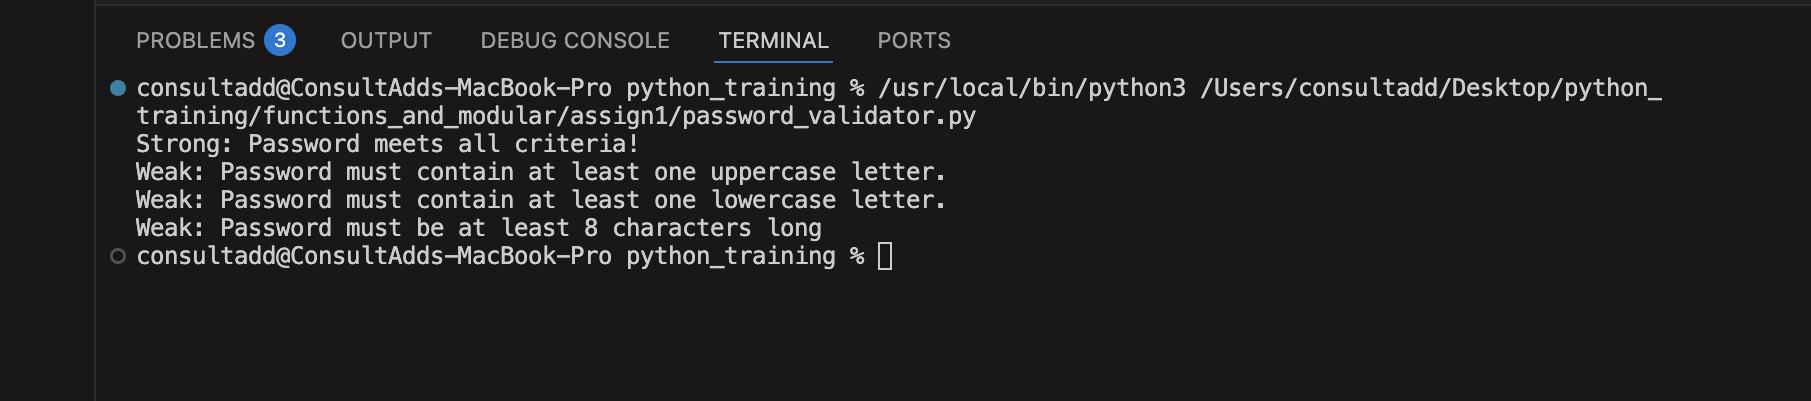 PROBLEMS 3 OUTPUT DEBUG CONSOLE TERMINAL PORTS
consultadd@ConsultAdds-MacBook-Pro python_training % /usr/local/bin/python3 /Users/consultadd/Desktop/python_
training/functions_and_modular/assign1/password_validator.py
Strong: Password meets all criteria!
Weak: Password must contain at least one uppercase letter.
Weak: Password must contain at least one lowercase letter.
Weak: Password must be at least 8 characters long
consultadd@ConsultAdds-MacBook-Pro python_training %